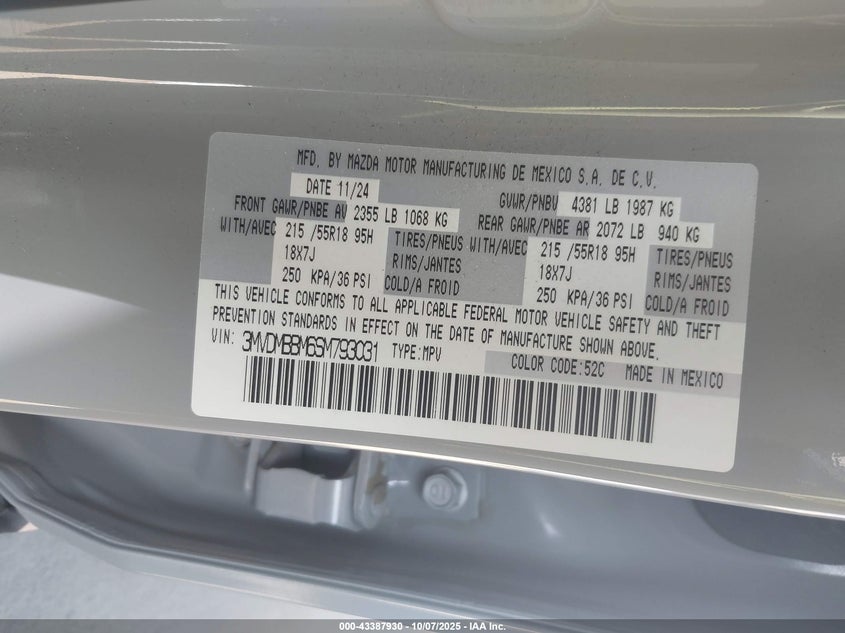 MFD. BY MAZDA MOTOR MANUFACTURING DE MEXICO S.A. DE C.V.
DATE 11/24 GVWR/PNBV 4381 LB 1987 KG
FRONT GAWR/PNBE AV 2355 LB 1068 KG REAR GAWR/PNBE AR 2072 LB 940 KG
WITH/AVEC 215 /55R18 95H TIRES/PNEUS WITH/AVEC 215 /55R18 95H TIRES/PNEUS
18X7J RIMS/JANTES 18X7J RIMS/JANTES
250 KPA/36 PSI COLD/A FROID 250 KPA/36 PSI COLD/A FROID
THIS VEHICLE CONFORMS TO ALL APPLICABLE FEDERAL MOTOR VEHICLE SAFETY AND THEFT
PREVENTION STANDARDS IN EFFECT ON THE DATE OF MANUFACTURE SHOWN ABOVE.
VIN: 3MVDMBBM6SM793031 TYPE:MPV COLOR CODE:52C MADE IN MEXICO
000-43387930 - 10/07/2025 - IAA Inc.